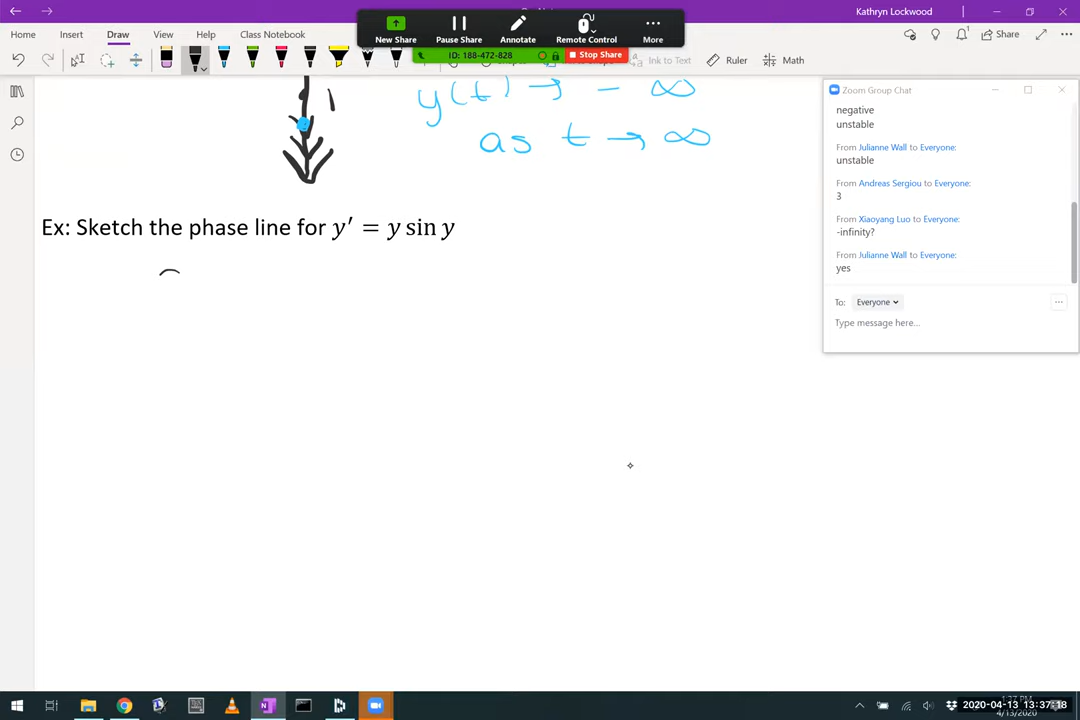 Kathryn Lockwood
Home Insert Draw View Help Class Notebook
New Share Pause Share Annotate Remote Control More
ID: 188-472-828 Stop Share
Share
Link to Text Ruler Math
y(t) → - ∞
as t → ∞
Ex: Sketch the phase line for y′ = y sin y
Zoom Group Chat
negative
unstable
From Julianne Wall to Everyone:
unstable
From Andreas Sergiou to Everyone:
3
From Xiaoyang Luo to Everyone:
-infinity?
From Julianne Wall to Everyone:
yes
To: Everyone
Type message here...
2020-04-13 13:37:18